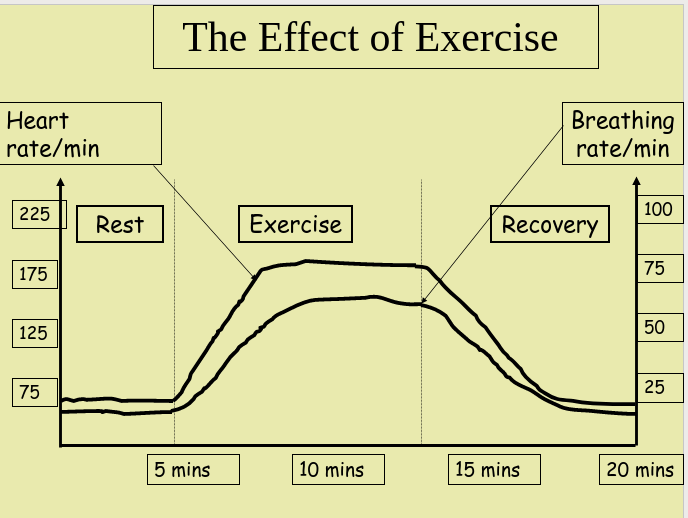 The Effect of Exercise
Heart
rate/min
Breathing
rate/min
225
100
Rest
Exercise
Recovery
175
75
125
50
75
25
5 mins
10 mins
15 mins
20 mins